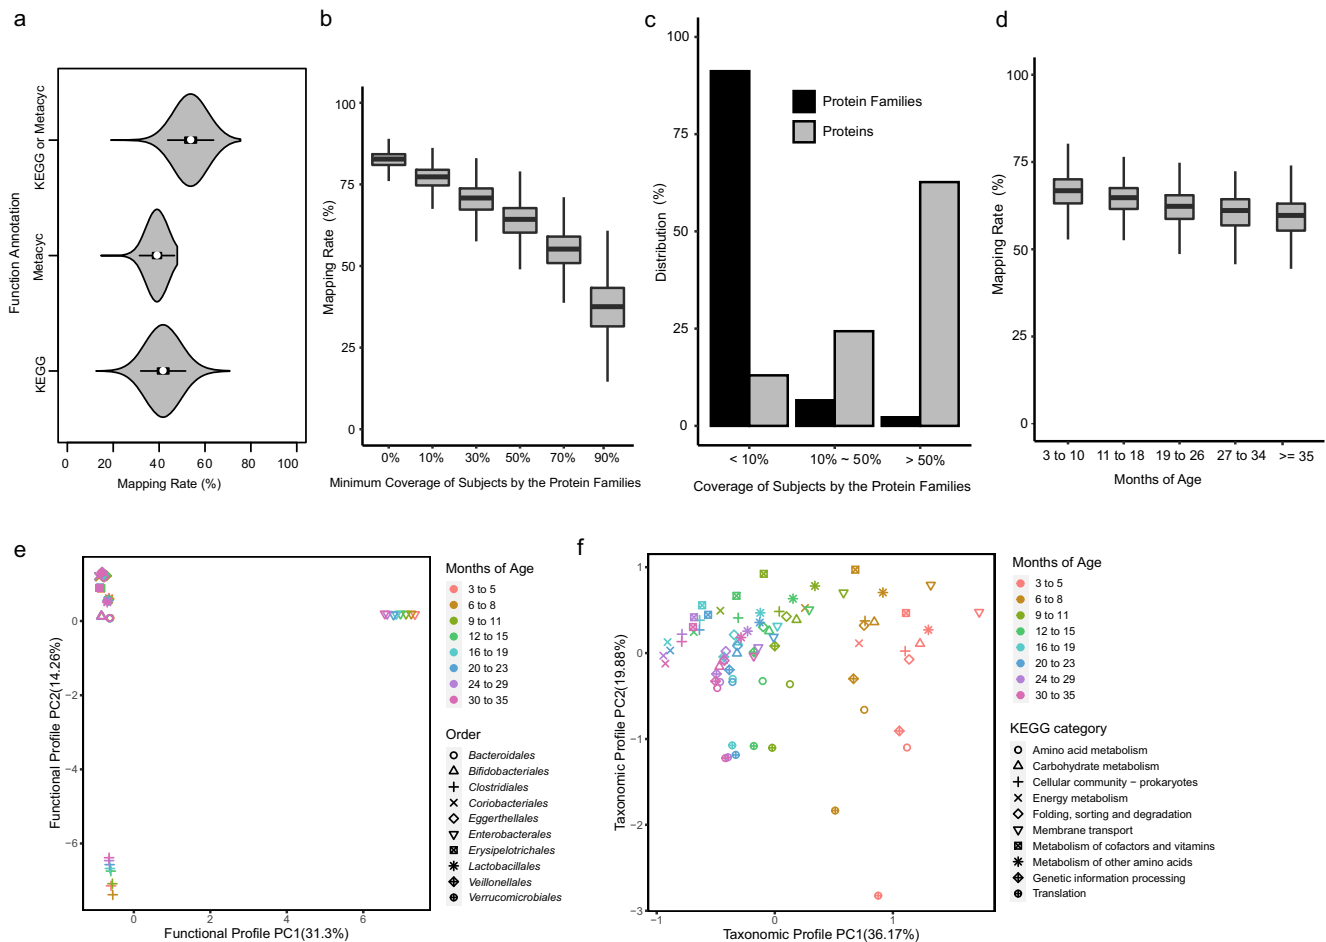 a
Function Annotation
KEGG or Metacyc
Metacyc
KEGG
0 20 40 60 80 100
Mapping Rate (%)
b
Mapping Rate (%)
100
75
50
25
0
0% 10% 30% 50% 70% 90%
Minimum Coverage of Subjects by the Protein Families
c
Distribution (%)
100
75
50
25
0
Protein Families
Proteins
< 10% 10% ~ 50% > 50%
Coverage of Subjects by the Protein Families
d
Mapping Rate (%)
100
75
50
25
0
3 to 10 11 to 18 19 to 26 27 to 34 >= 35
Months of Age
e
Functional Profile PC2(14.26%)
0
−2
−4
−6
0 2 4 6
Functional Profile PC1(31.3%)
Months of Age
3 to 5
6 to 8
9 to 11
12 to 15
16 to 19
20 to 23
24 to 29
30 to 35
Order
Bacteroidales
Bifidobacteriales
Clostridiales
Coriobacteriales
Eggerthellales
Enterobacterales
Erysipelotrichales
Lactobacillales
Veillonellales
Verrucomicrobiales
f
Taxonomic Profile PC2(19.88%)
1
0
−1
−2
−3
−1 0 1
Taxonomic Profile PC1(36.17%)
Months of Age
3 to 5
6 to 8
9 to 11
12 to 15
16 to 19
20 to 23
24 to 29
30 to 35
KEGG category
Amino acid metabolism
Carbohydrate metabolism
Cellular community − prokaryotes
Energy metabolism
Folding, sorting and degradation
Membrane transport
Metabolism of cofactors and vitamins
Metabolism of other amino acids
Genetic information processing
Translation